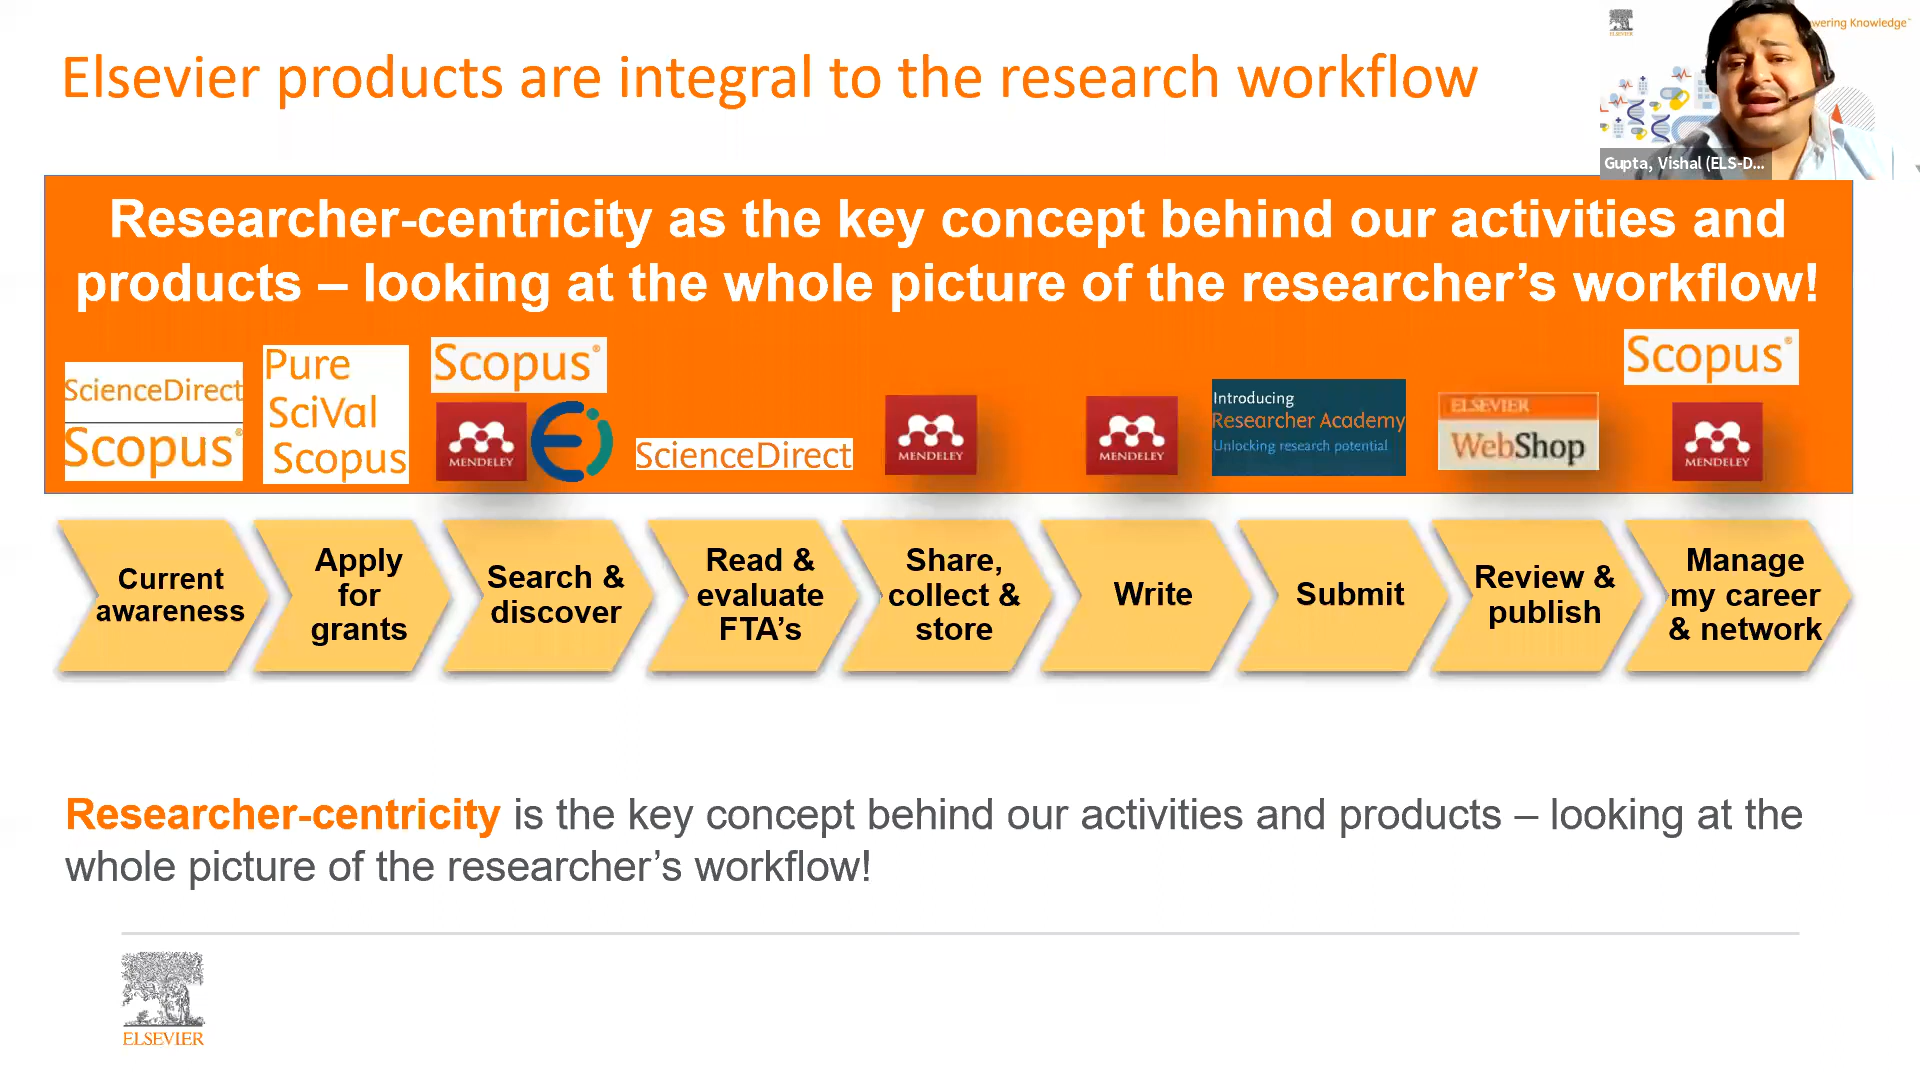 Elsevier products are integral to the research workflow
ELSEVIER
wering Knowledge™
Gupta, Vishal (ELS-D...
Researcher-centricity as the key concept behind our activities and
products – looking at the whole picture of the researcher’s workflow!
ScienceDirect
Scopus®
Pure
SciVal
Scopus
Scopus®
MENDELEY
EJ
ScienceDirect
MENDELEY
MENDELEY
Introducing
Researcher Academy
Unlocking research potential
ELSEVIER
WebShop
Scopus®
MENDELEY
Current
awareness
Apply
for
grants
Search &
discover
Read &
evaluate
FTA’s
Share,
collect &
store
Write
Submit
Review &
publish
Manage
my career
& network
Researcher-centricity is the key concept behind our activities and products – looking at the
whole picture of the researcher’s workflow!
ELSEVIER